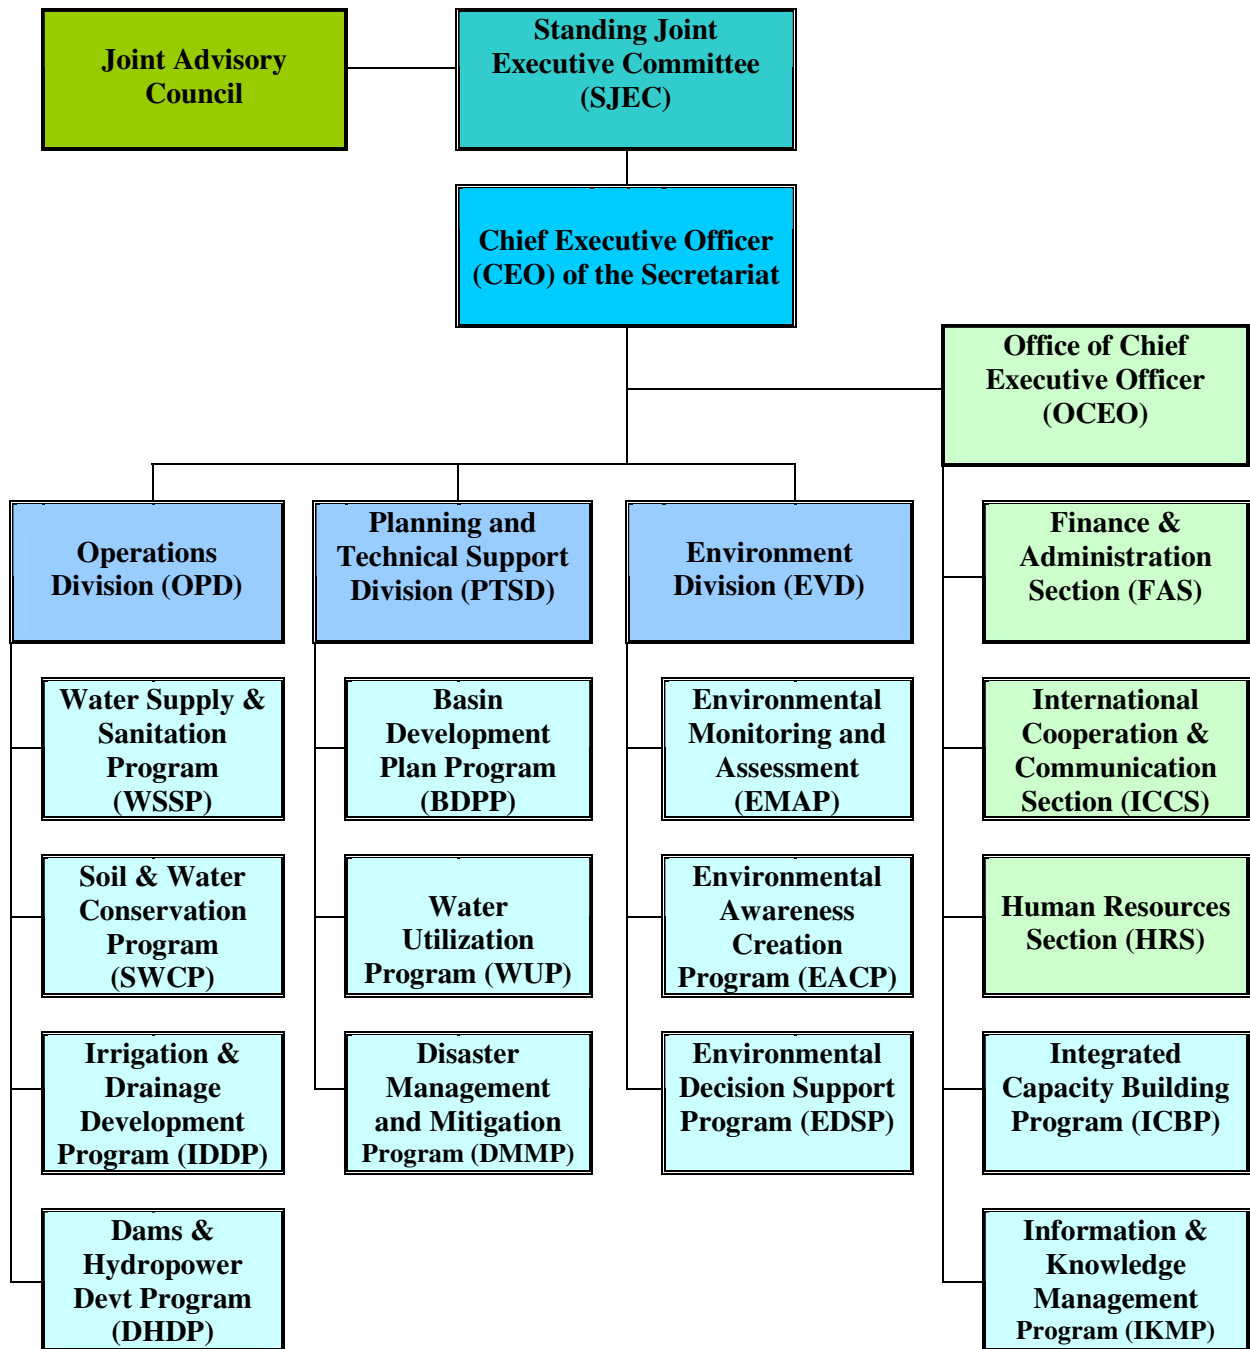 Joint Advisory
Council
Standing Joint
Executive Committee
(SJEC)
Chief Executive Officer
(CEO) of the Secretariat
Office of Chief
Executive Officer
(OCEO)
Operations
Division (OPD)
Planning and
Technical Support
Division (PTSD)
Environment
Division (EVD)
Finance &
Administration
Section (FAS)
Water Supply &
Sanitation
Program
(WSSP)
Basin
Development
Plan Program
(BDPP)
Environmental
Monitoring and
Assessment
(EMAP)
International
Cooperation &
Communication
Section (ICCS)
Soil & Water
Conservation
Program
(SWCP)
Water
Utilization
Program (WUP)
Environmental
Awareness
Creation
Program (EACP)
Human Resources
Section (HRS)
Irrigation &
Drainage
Development
Program (IDDP)
Disaster
Management
and Mitigation
Program (DMMP)
Environmental
Decision Support
Program (EDSP)
Integrated
Capacity Building
Program (ICBP)
Dams &
Hydropower
Devt Program
(DHDP)
Information &
Knowledge
Management
Program (IKMP)